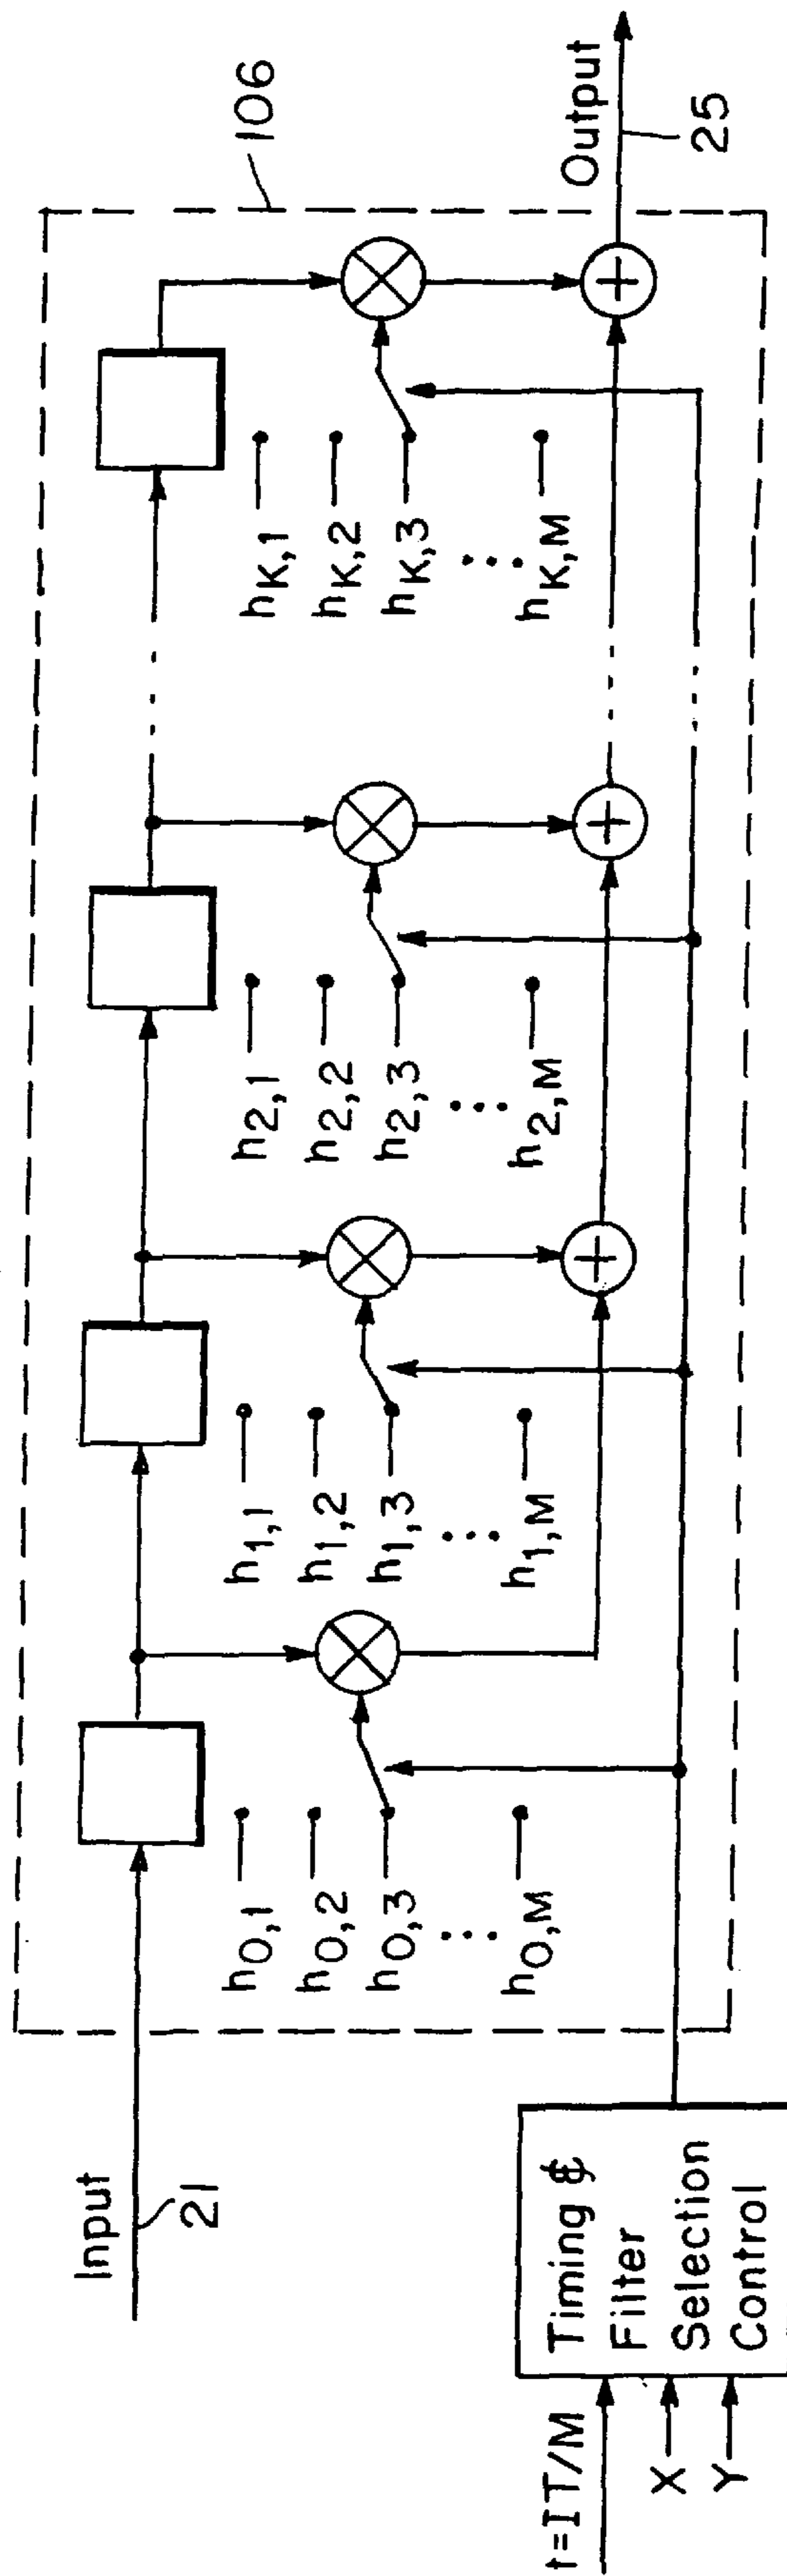 Input
21
h0,1
h0,2
h0,3
h0,M
h1,1
h1,2
h1,3
h1,M
h2,1
h2,2
h2,3
h2,M
hK,1
hK,2
hK,3
hK,M
106
Output
25
t=IT/M
X
Y
Timing &
Filter
Selection
Control